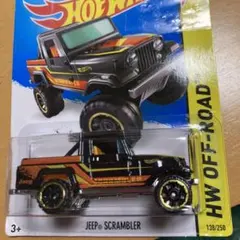 HOT WHEELS
HW OFF-ROAD
JEEP® SCRAMBLER
3+
138/250